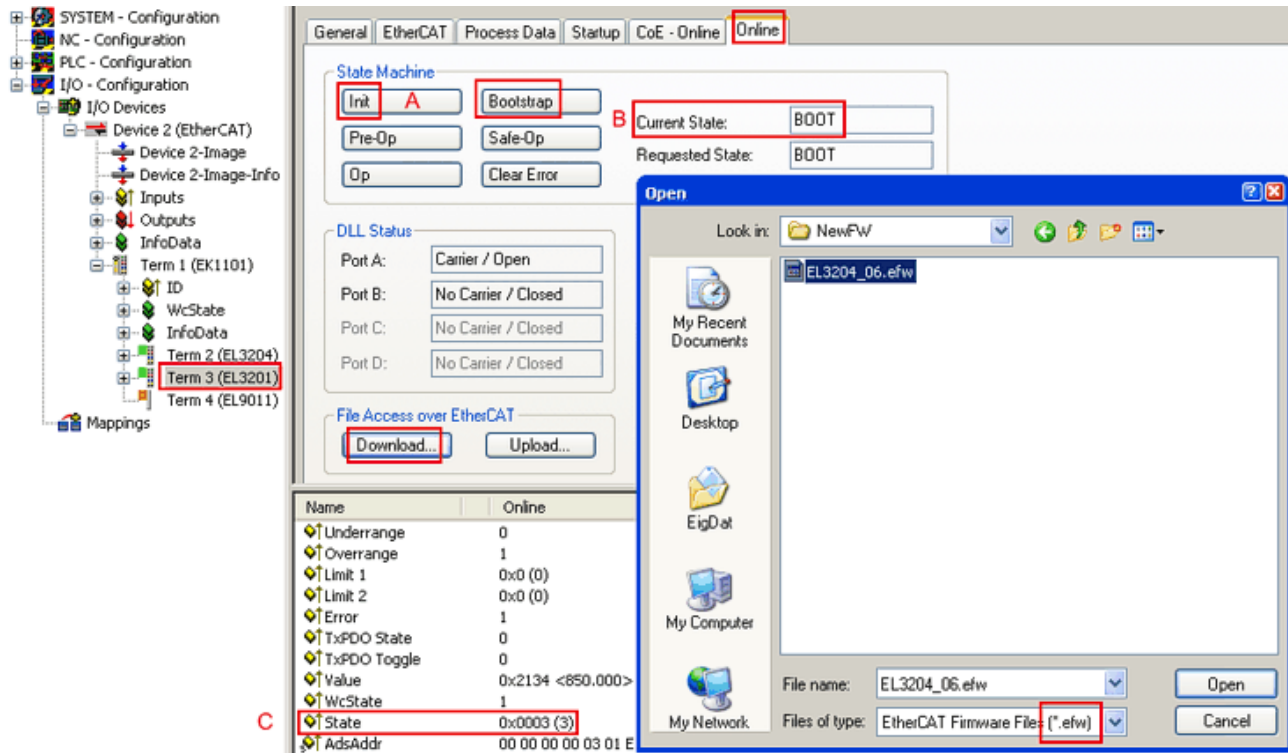 SYSTEM - Configuration
NC - Configuration
PLC - Configuration
I/O - Configuration
I/O Devices
Device 2 (EtherCAT)
Device 2-Image
Device 2-Image-Info
Inputs
Outputs
InfoData
Term 1 (EK1101)
ID
WcState
InfoData
Term 2 (EL3204)
Term 3 (EL3201)
Term 4 (EL9011)
Mappings
General EtherCAT Process Data Startup CoE - Online Online
State Machine
Init A Bootstrap
Pre-Op Safe-Op
Op Clear Error
B Current State: BOOT
Requested State: BOOT
DLL Status
Port A: Carrier / Open
Port B: No Carrier / Closed
Port C: No Carrier / Closed
Port D: No Carrier / Closed
File Access over EtherCAT
Download... Upload...
Name Online
Underrange 0
Overrange 1
Limit 1 0x0 (0)
Limit 2 0x0 (0)
Error 1
TxPDO State 0
TxPDO Toggle 0
Value 0x2134 <850.000>
WcState 1
C State 0x0003 (3)
AdsAddr 00 00 00 00 03 01 E
Open
Look in: NewFW
EL3204_06.efw
My Recent
Documents
Desktop
EigDat
My Computer
My Network
File name: EL3204_06.efw Open
Files of type: EtherCAT Firmware Files (*.efw) Cancel